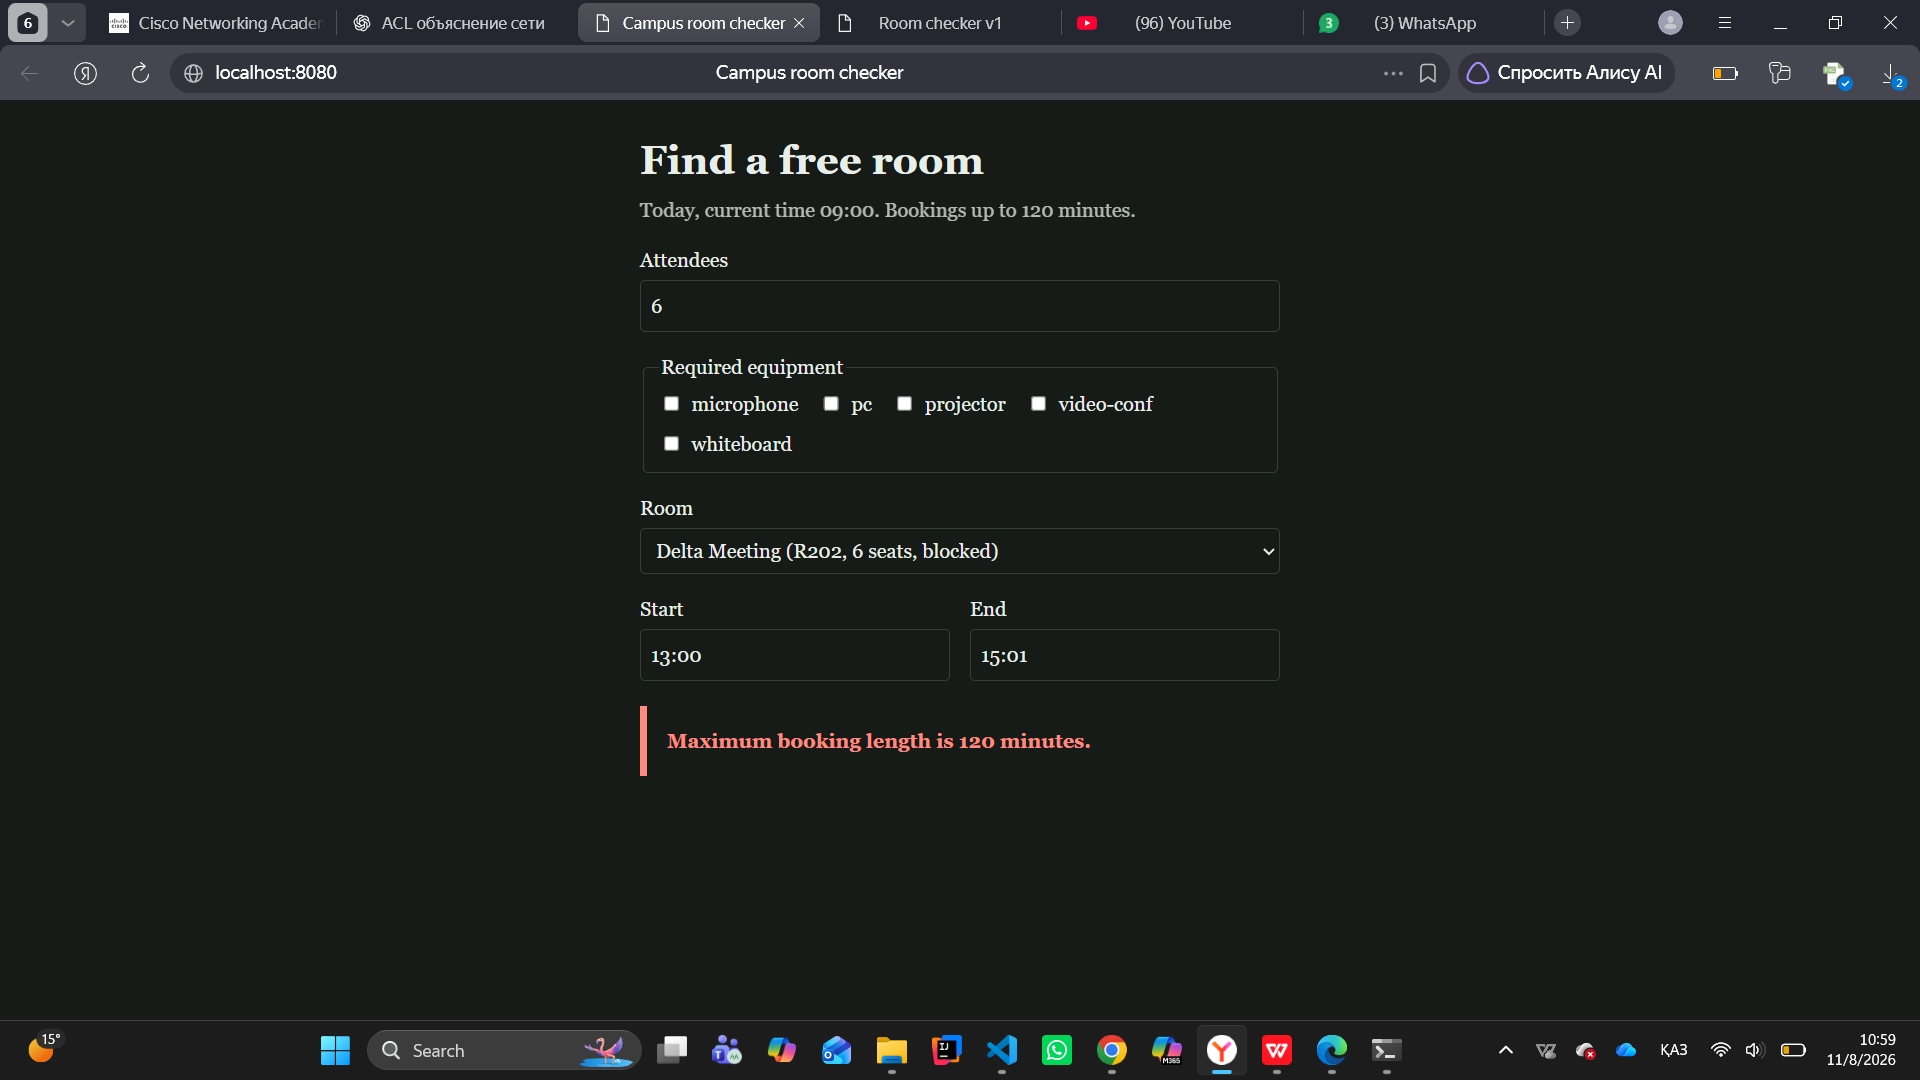 6
Cisco Networking Academ
ACL объяснение сети
Campus room checker
Room checker v1
(96) YouTube
3
(3) WhatsApp
Я
localhost:8080
Campus room checker
Спросить Алису AI
2
Find a free room
Today, current time 09:00. Bookings up to 120 minutes.
Attendees
6
Required equipment
microphone
pc
projector
video-conf
whiteboard
Room
Delta Meeting (R202, 6 seats, blocked)
Start
End
13:00
15:01
Maximum booking length is 120 minutes.
15°
Search
ҚАЗ
10:59
11/8/2026